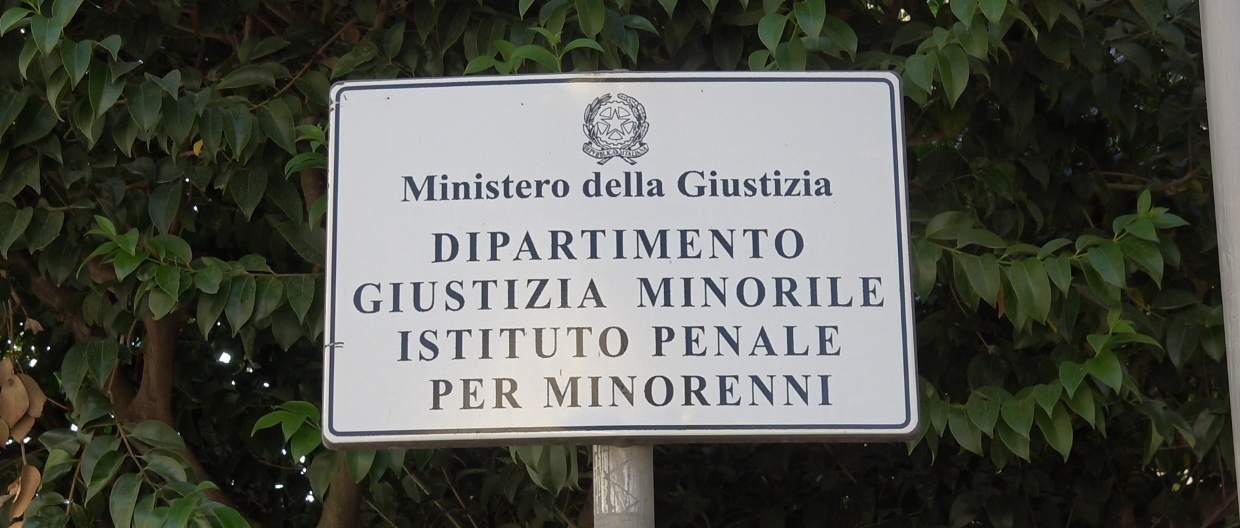 Ministero della Giustizia
DIPARTIMENTO
GIUSTIZIA MINORILE
ISTITUTO PENALE
PER MINORENNI